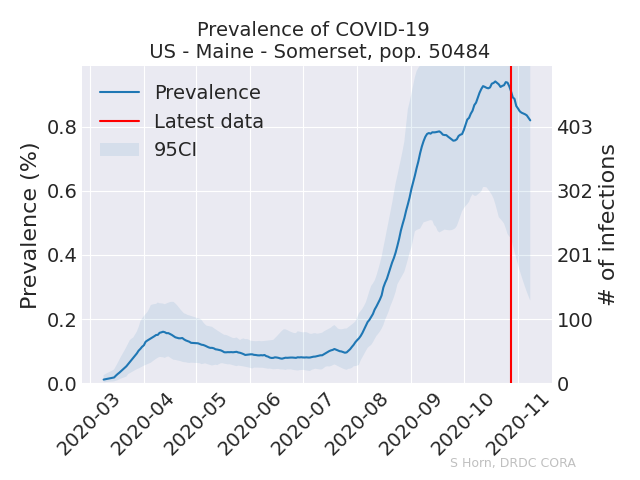 Prevalence of COVID-19
US - Maine - Somerset, pop. 50484
Prevalence
Latest data
95CI
Prevalence (%)
0.8
0.6
0.4
0.2
0.0
403
302
201
100
0
# of infections
2020-03
2020-04
2020-05
2020-06
2020-07
2020-08
2020-09
2020-10
2020-11
S Horn, DRDC CORA